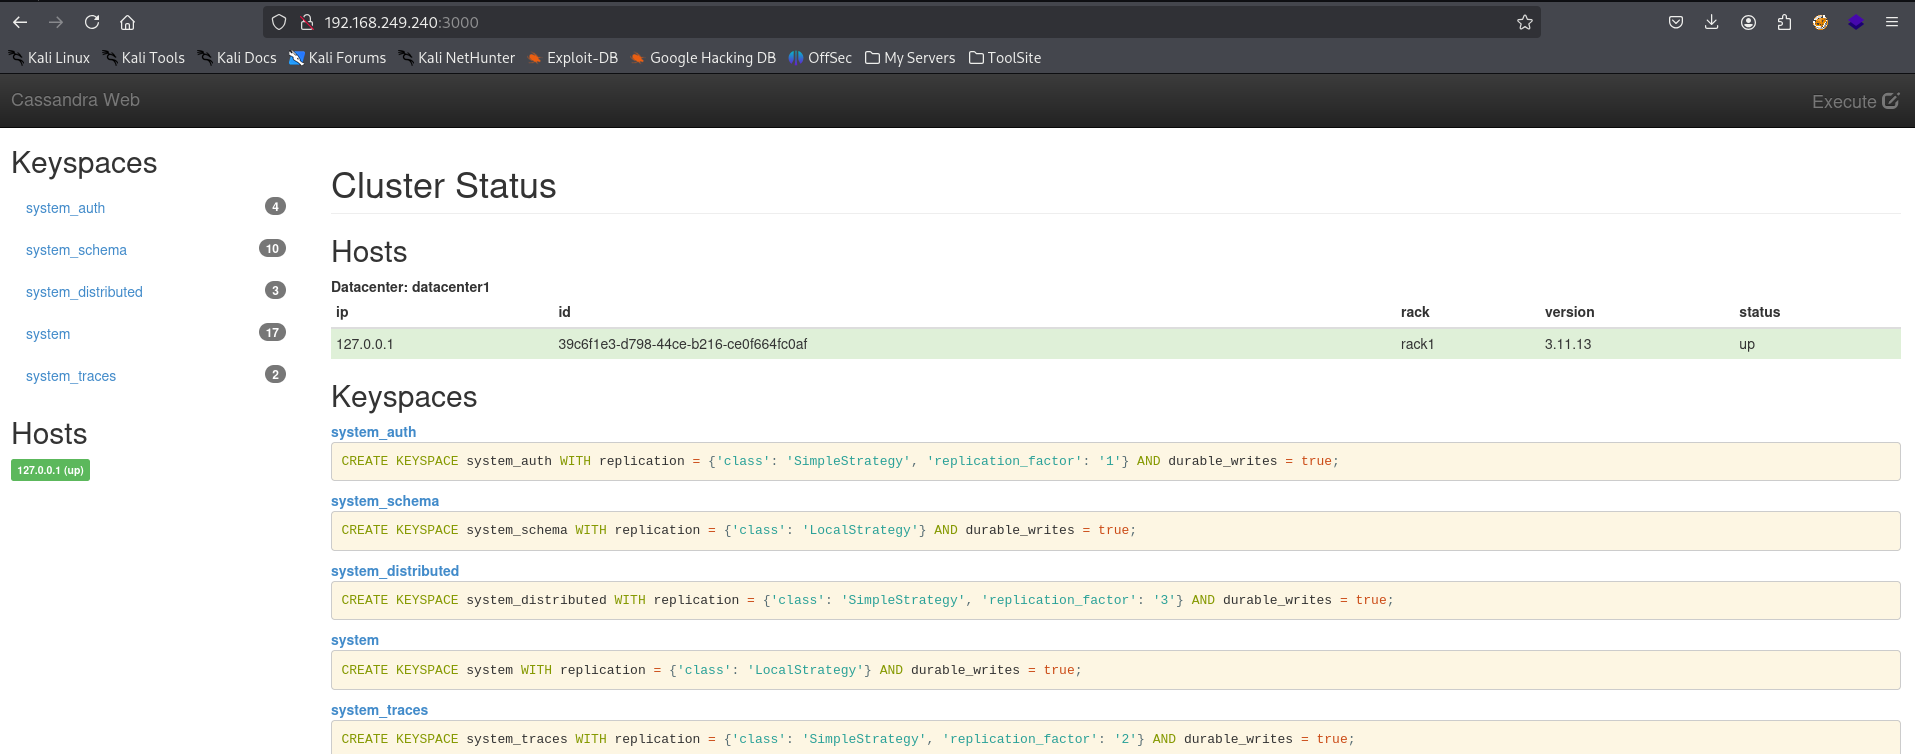 192.168.249.240:3000
Kali Linux Kali Tools Kali Docs Kali Forums Kali NetHunter Exploit-DB Google Hacking DB OffSec My Servers ToolSite
Cassandra Web Execute
Keyspaces
system_auth 4
system_schema 10
system_distributed 3
system 17
system_traces 2
Hosts
127.0.0.1 (up)
Cluster Status
Hosts
Datacenter: datacenter1
ip id rack version status
127.0.0.1 39c6f1e3-d798-44ce-b216-ce0f664fc0af rack1 3.11.13 up
Keyspaces
system_auth
CREATE KEYSPACE system_auth WITH replication = {'class': 'SimpleStrategy', 'replication_factor': '1'} AND durable_writes = true;
system_schema
CREATE KEYSPACE system_schema WITH replication = {'class': 'LocalStrategy'} AND durable_writes = true;
system_distributed
CREATE KEYSPACE system_distributed WITH replication = {'class': 'SimpleStrategy', 'replication_factor': '3'} AND durable_writes = true;
system
CREATE KEYSPACE system WITH replication = {'class': 'LocalStrategy'} AND durable_writes = true;
system_traces
CREATE KEYSPACE system_traces WITH replication = {'class': 'SimpleStrategy', 'replication_factor': '2'} AND durable_writes = true;